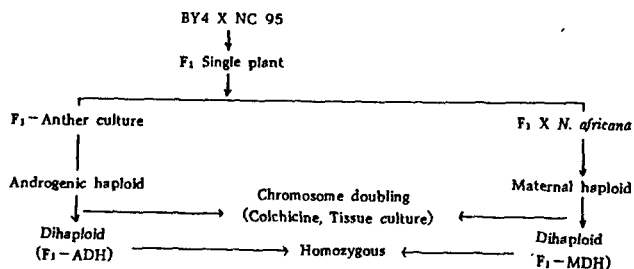 BY4 X NC 95
F₁ Single plant
F₁-Anther culture
F₁ X N. africana
Androgenic haploid
Maternal haploid
Chromosome doubling
(Colchicine, Tissue culture)
Dihaploid
(F₁-ADH)
Homozygous
Dihaploid
F₁-MDH)